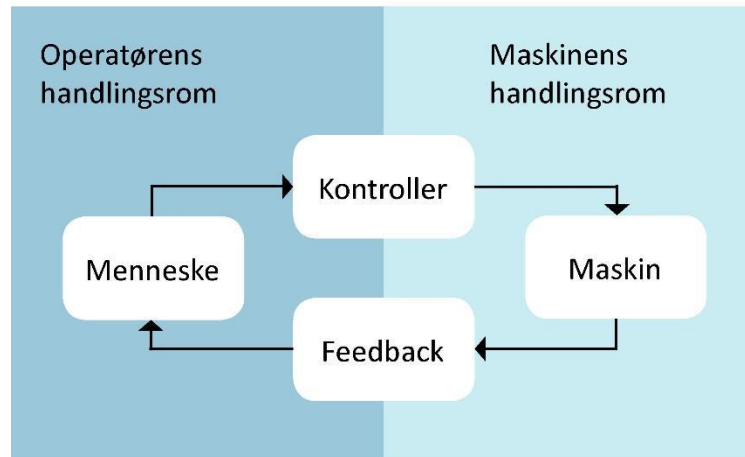 Operatørens
handlingsrom
Maskinens
handlingsrom
Kontroller
Menneske
Maskin
Feedback